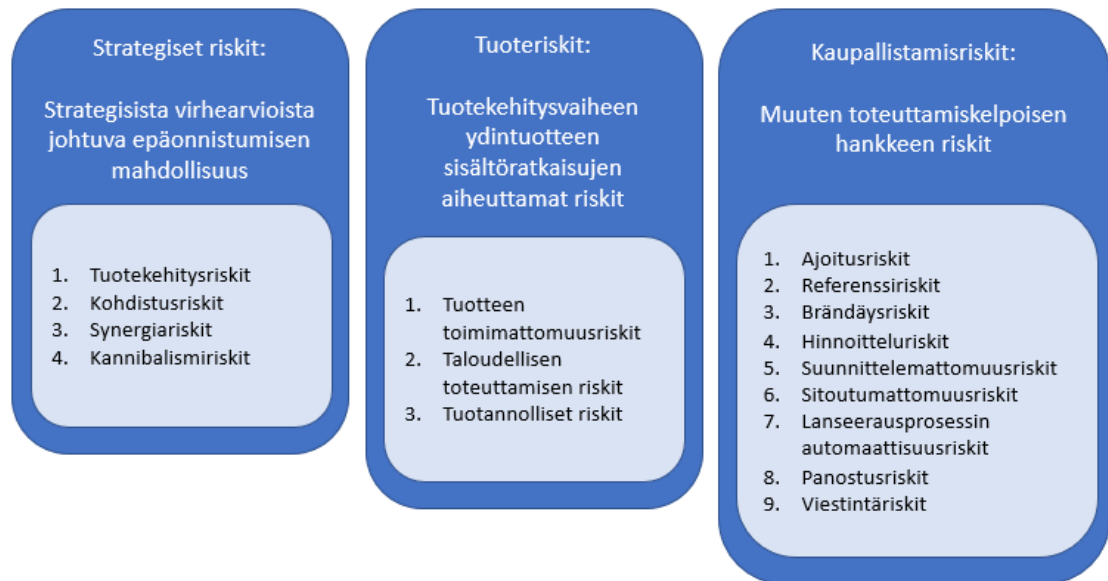 Strategiset riskit:
Strategisista virhearvioista
johtuva epäonnistumisen
mahdollisuus
1. Tuotekehitysriskit
2. Kohdistusriskit
3. Synergiariskit
4. Kannibalismiriskit
Tuoteriskit:
Tuotekehitysvaiheen
ydintuotteen
sisältöratkaisujen
aiheuttamat riskit
1. Tuotteen
toimimattomuusriskit
2. Taloudellisen
toteuttamisen riskit
3. Tuotannolliset riskit
Kaupallistamisriskit:
Muuten toteuttamiskelpoisen
hankkeen riskit
1. Ajoitusriskit
2. Referenssiriskit
3. Brändäysriskit
4. Hinnoitteluriskit
5. Suunnittelemattomuusriskit
6. Sitoutumattomuusriskit
7. Lanseerausprosessin
automaattisuusriskit
8. Panostusriskit
9. Viestintäriskit